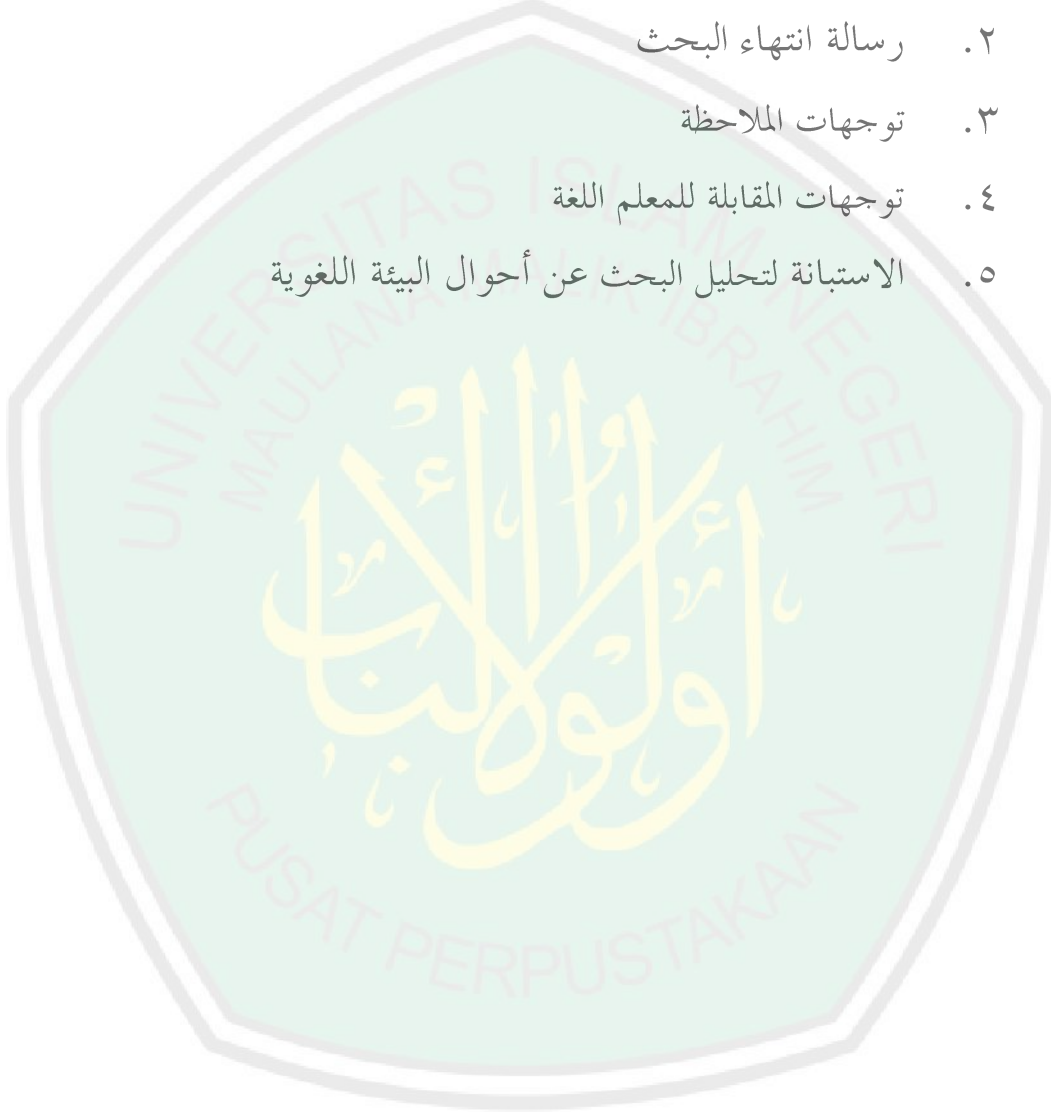 ٢. رسالة انتهاء البحث
٣. توجهات الملاحظة
٤. توجهات المقابلة للمعلم اللغة
٥. الاستبانة لتحليل البحث عن أحوال البيئة اللغوية
UNIVERSITAS ISLAM NEGERI
MAULANA MALIK IBRAHIM
أولوا الألباب
PUSAT PERPUSTAKAAN